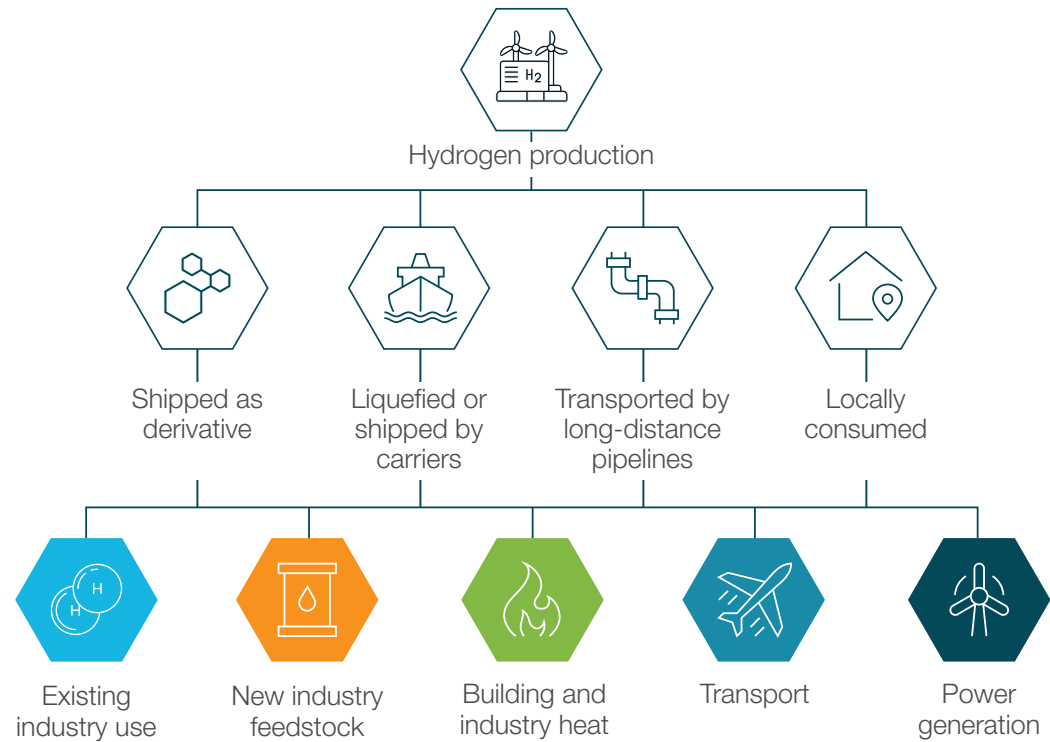 H2
Hydrogen production
Shipped as
derivative
Liquefied or
shipped by
carriers
Transported by
long-distance
pipelines
Locally
consumed
H
H
Existing
industry use
New industry
feedstock
Building and
industry heat
Transport
Power
generation